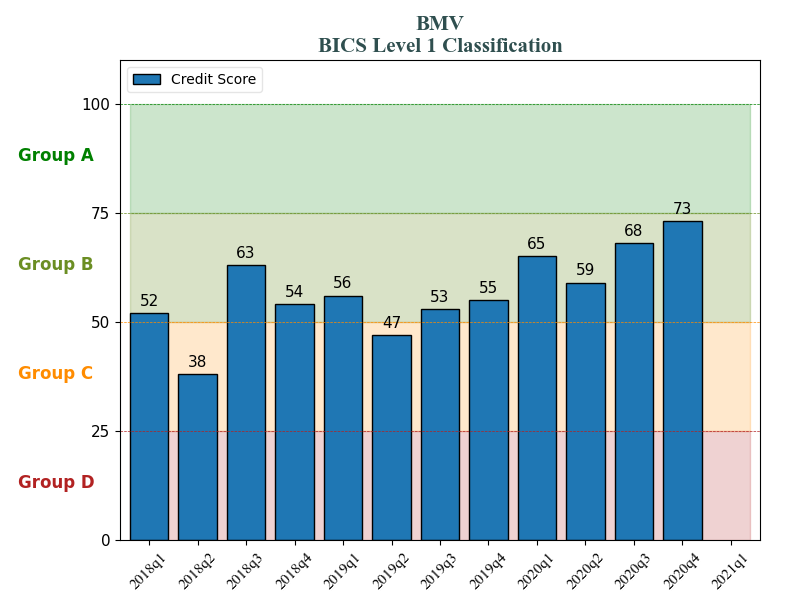 BMV
BICS Level 1 Classification
Credit Score
100
Group A
75
73
68
65
63
Group B
59
56
55
54
53
52
50
47
38
Group C
25
Group D
0
2018q1 2018q2 2018q3 2018q4 2019q1 2019q2 2019q3 2019q4 2020q1 2020q2 2020q3 2020q4 2021q1